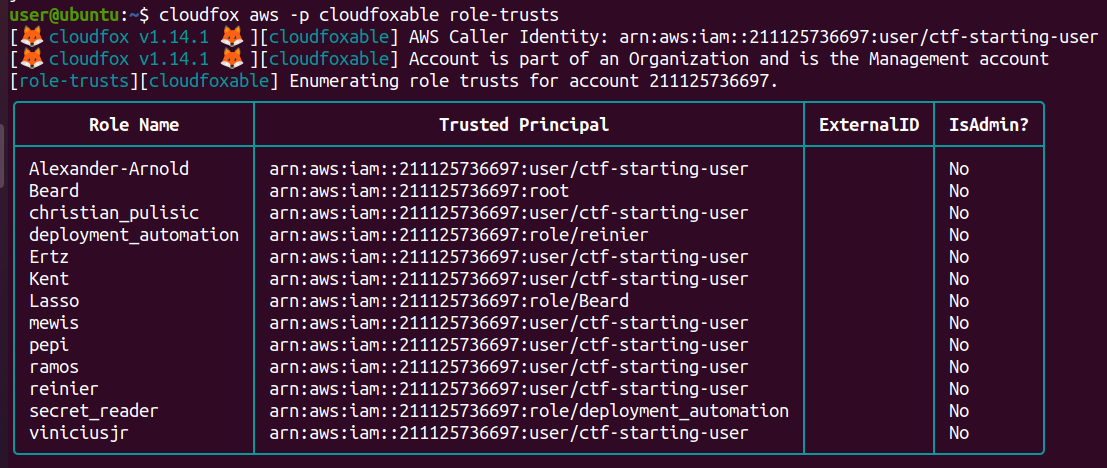 user@ubuntu:~$ cloudfox aws -p cloudfoxable role-trusts
[🦊 cloudfox v1.14.1 🦊 ][cloudfoxable] AWS Caller Identity: arn:aws:iam::211125736697:user/ctf-starting-user
[🦊 cloudfox v1.14.1 🦊 ][cloudfoxable] Account is part of an Organization and is the Management account
[role-trusts][cloudfoxable] Enumerating role trusts for account 211125736697.
Role Name Trusted Principal ExternalID IsAdmin?
Alexander-Arnold arn:aws:iam::211125736697:user/ctf-starting-user No
Beard arn:aws:iam::211125736697:root No
christian_pulisic arn:aws:iam::211125736697:user/ctf-starting-user No
deployment_automation arn:aws:iam::211125736697:role/reinier No
Ertz arn:aws:iam::211125736697:user/ctf-starting-user No
Kent arn:aws:iam::211125736697:user/ctf-starting-user No
Lasso arn:aws:iam::211125736697:role/Beard No
mewis arn:aws:iam::211125736697:user/ctf-starting-user No
pepi arn:aws:iam::211125736697:user/ctf-starting-user No
ramos arn:aws:iam::211125736697:user/ctf-starting-user No
reinier arn:aws:iam::211125736697:user/ctf-starting-user No
secret_reader arn:aws:iam::211125736697:role/deployment_automation No
viniciusjr arn:aws:iam::211125736697:user/ctf-starting-user No